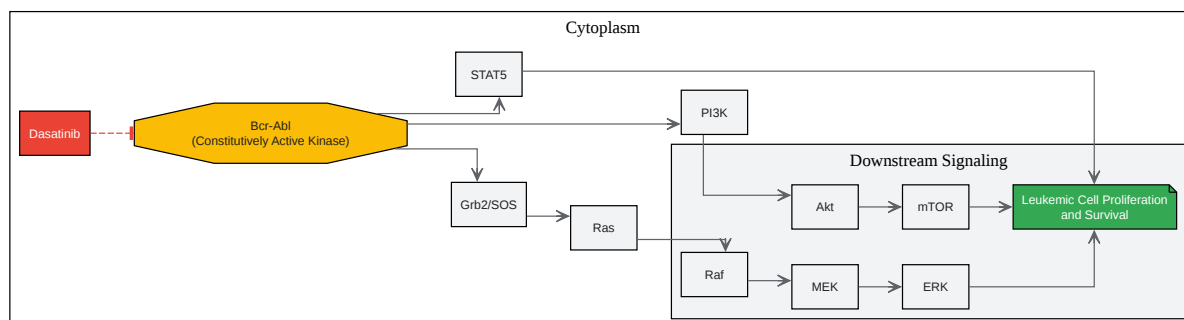 Cytoplasm
STAT5
Dasatinib
Bcr-Abl
(Constitutively Active Kinase)
PI3K
Grb2/SOS
Ras
Downstream Signaling
Akt
mTOR
Leukemic Cell Proliferation
and Survival
Raf
MEK
ERK